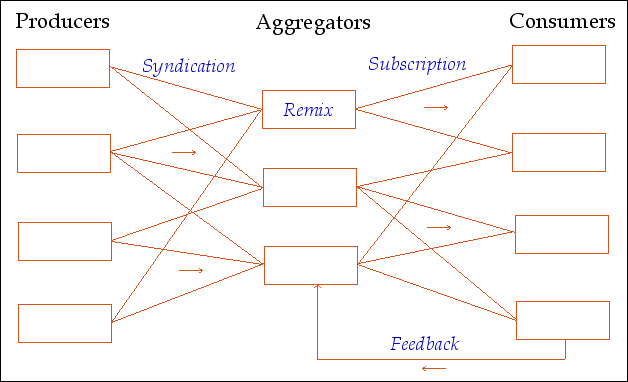 Producers
Aggregators
Consumers
Syndication
Subscription
Remix
Feedback